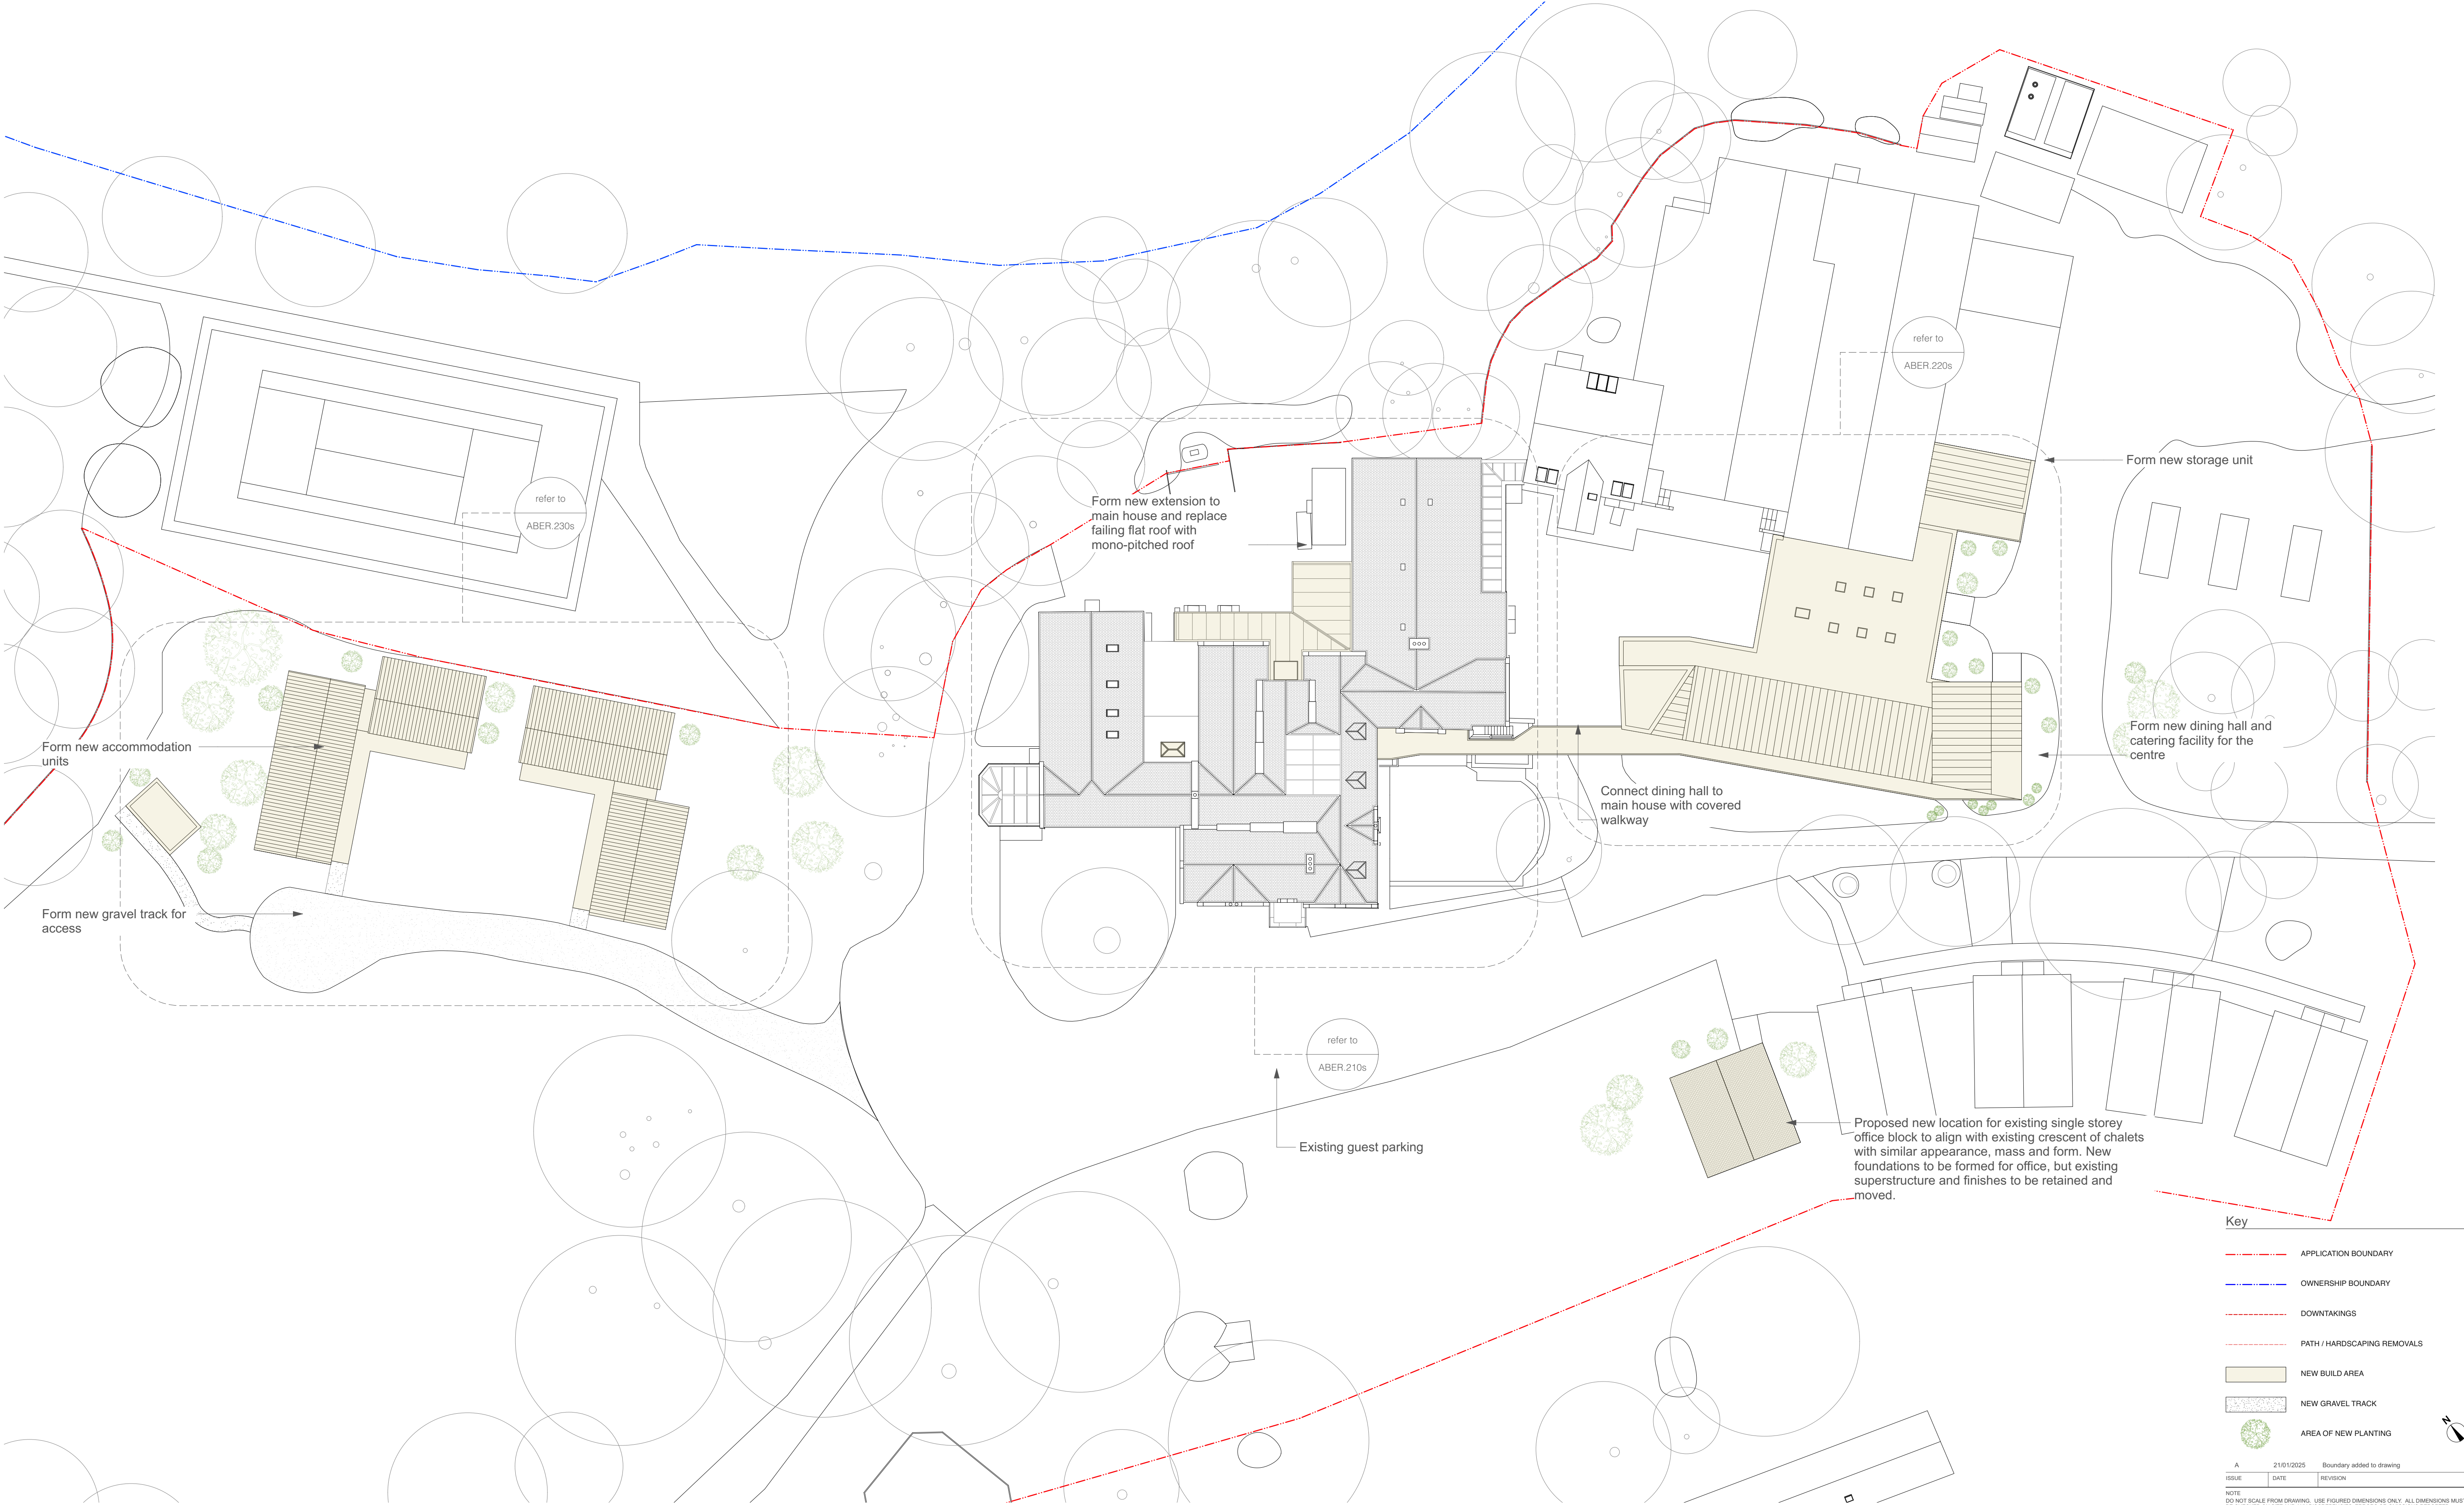 refer to
ABER.220s
Form new storage unit
refer to
ABER.230s
Form new extension to
main house and replace
failing flat roof with
mono-pitched roof
Form new accommodation
units
Form new dining hall and
catering facility for the
centre
Connect dining hall to
main house with covered
walkway
Form new gravel track for
access
refer to
ABER.210s
Existing guest parking
Proposed new location for existing single storey
office block to align with existing crescent of chalets
with similar appearance, mass and form. New
foundations to be formed for office, but existing
superstructure and finishes to be retained and
moved.
Key
APPLICATION BOUNDARY
OWNERSHIP BOUNDARY
DOWNTAKINGS
PATH / HARDSCAPING REMOVALS
NEW BUILD AREA
NEW GRAVEL TRACK
AREA OF NEW PLANTING
N
A 21/01/2025 Boundary added to drawing
ISSUE DATE REVISION
NOTE
DO NOT SCALE FROM DRAWING. USE FIGURED DIMENSIONS ONLY. ALL DIMENSIONS MUST